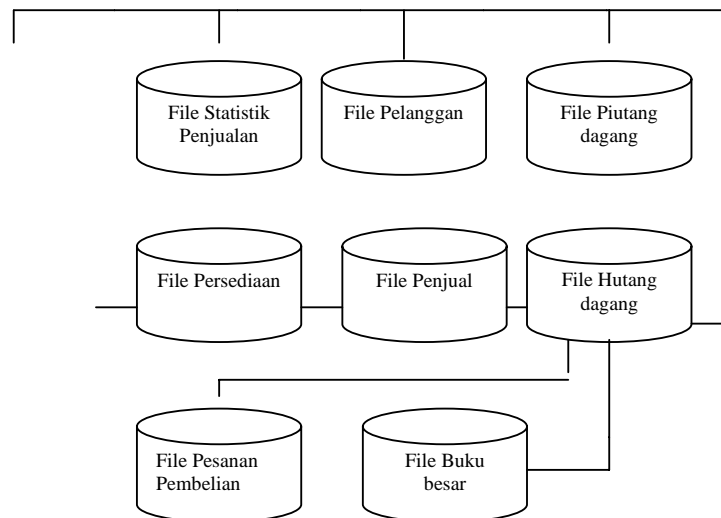 File Statistik
Penjualan
File Pelanggan
File Piutang
dagang
File Persediaan
File Penjual
File Hutang
dagang
File Pesanan
Pembelian
File Buku
besar